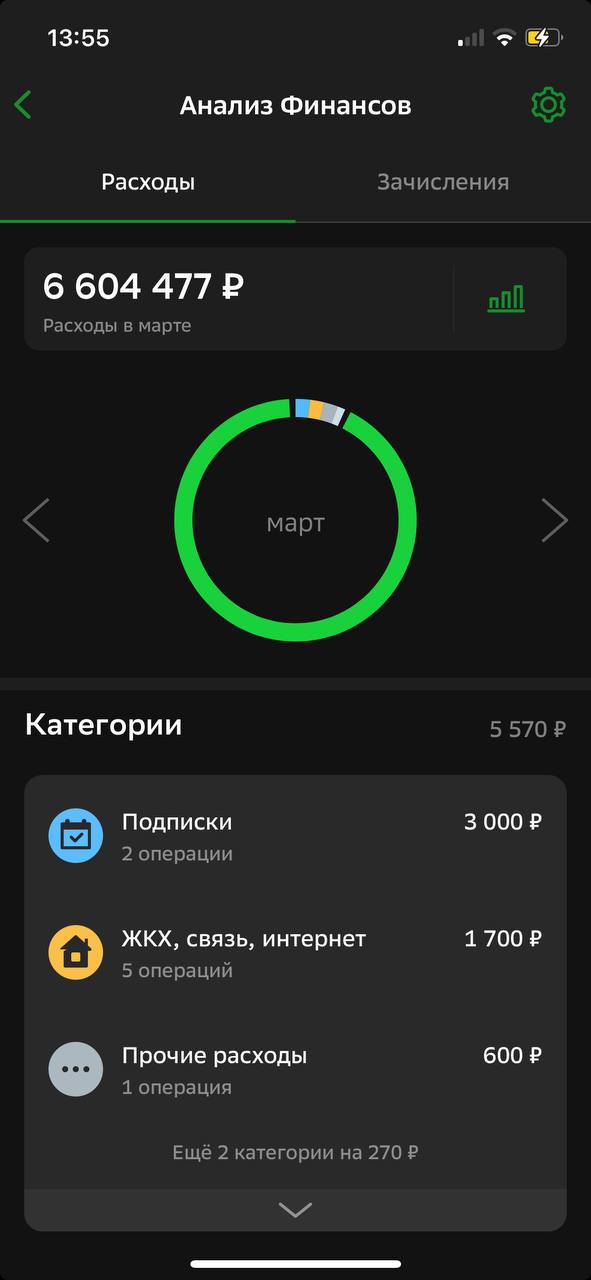 13:55
Анализ Финансов
Расходы
Зачисления
6 604 477 ₽
Расходы в марте
март
Категории
5 570 ₽
Подписки
3 000 ₽
2 операции
ЖКХ, связь, интернет
1 700 ₽
5 операций
Прочие расходы
600 ₽
1 операция
Ещё 2 категории на 270 ₽